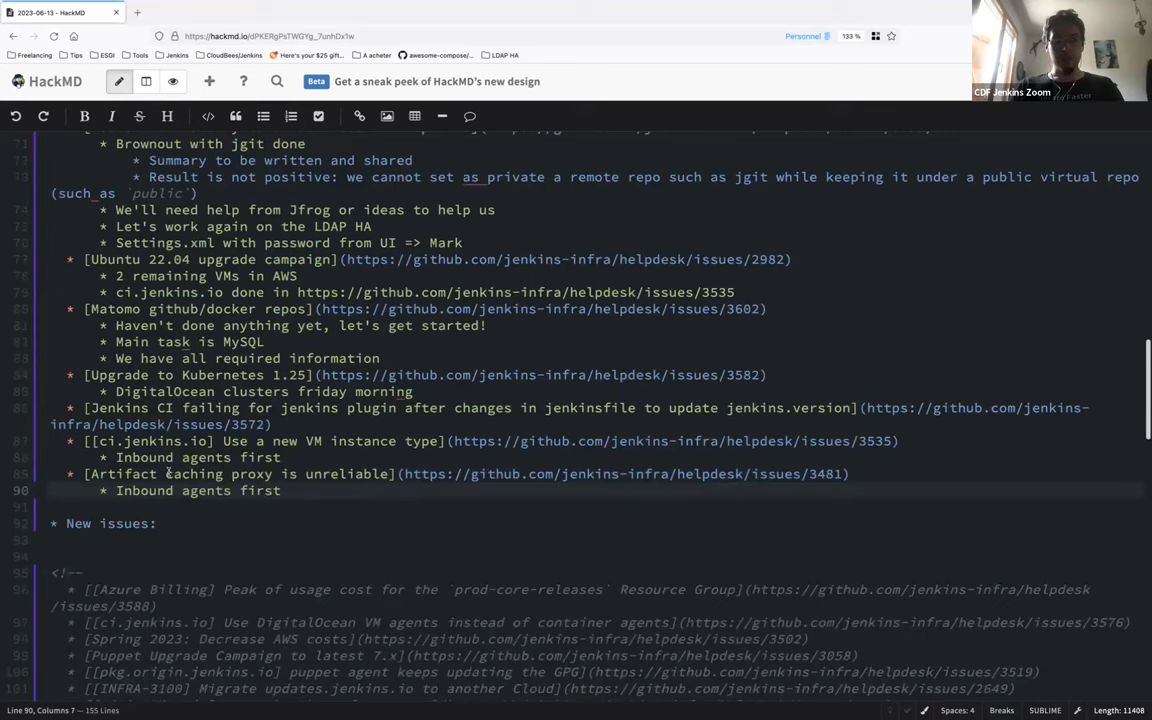 2023-06-13 - HackMD
https://hackmd.io/dPKERgPsTWGYg_7unhDx1w
Personnel
133 %
Freelancing
Tips
ESGI
Tools
Jenkins
CloudBees/Jenkins
Here's your $25 gift...
A acheter
awesome-compose/...
LDAP HA
CDF Jenkins Zoom
HackMD
Beta
Get a sneak peek of HackMD's new design
* Brownout with jgit done
* Summary to be written and shared
* Result is not positive: we cannot set as private a remote repo such as jgit while keeping it under a public virtual repo
(such as `public`)
* We'll need help from Jfrog or ideas to help us
* Let's work again on the LDAP HA
* Settings.xml with password from UI => Mark
* [Ubuntu 22.04 upgrade campaign](https://github.com/jenkins-infra/helpdesk/issues/2982)
* 2 remaining VMs in AWS
* ci.jenkins.io done in https://github.com/jenkins-infra/helpdesk/issues/3535
* [Matomo github/docker repos](https://github.com/jenkins-infra/helpdesk/issues/3602)
* Haven't done anything yet, let's get started!
* Main task is MySQL
* We have all required information
* [Upgrade to Kubernetes 1.25](https://github.com/jenkins-infra/helpdesk/issues/3582)
* DigitalOcean clusters friday morning
* [Jenkins CI failing for jenkins plugin after changes in jenkinsfile to update jenkins.version](https://github.com/jenkins-
infra/helpdesk/issues/3572)
* [[ci.jenkins.io] Use a new VM instance type](https://github.com/jenkins-infra/helpdesk/issues/3535)
* Inbound agents first
* [Artifact caching proxy is unreliable](https://github.com/jenkins-infra/helpdesk/issues/3481)
90 * Inbound agents first
91
92 * New issues:
93
94
95 <!--
96 * [[Azure Billing] Peak of usage cost for the `prod-core-releases` Resource Group](https://github.com/jenkins-infra/helpdesk
/issues/3588)
97 * [[ci.jenkins.io] Use DigitalOcean VM agents instead of container agents](https://github.com/jenkins-infra/helpdesk/issues/3576)
98 * [Spring 2023: Decrease AWS costs](https://github.com/jenkins-infra/helpdesk/issues/3502)
99 * [Puppet Upgrade Campaign to latest 7.x](https://github.com/jenkins-infra/helpdesk/issues/3058)
* [[pkg.origin.jenkins.io] puppet agent keeps updating the GPG](https://github.com/jenkins-infra/helpdesk/issues/3519)
* [[INFRA-3100] Migrate updates.jenkins.io to another Cloud](https://github.com/jenkins-infra/helpdesk/issues/2649)
Line 90, Columns 7 — 155 Lines
Spaces: 4
Breaks
SUBLIME
Length: 11408